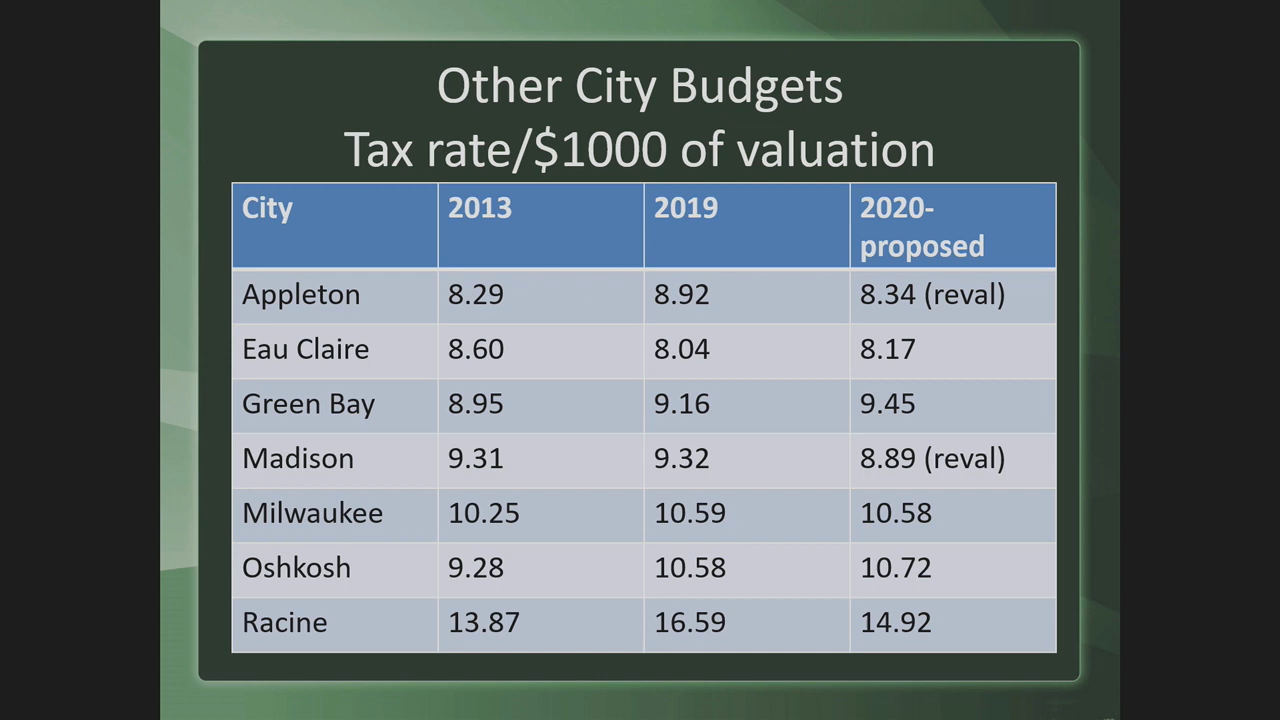 Other City Budgets
Tax rate/$1000 of valuation
City 2013 2019 2020-
proposed
Appleton 8.29 8.92 8.34 (reval)
Eau Claire 8.60 8.04 8.17
Green Bay 8.95 9.16 9.45
Madison 9.31 9.32 8.89 (reval)
Milwaukee 10.25 10.59 10.58
Oshkosh 9.28 10.58 10.72
Racine 13.87 16.59 14.92